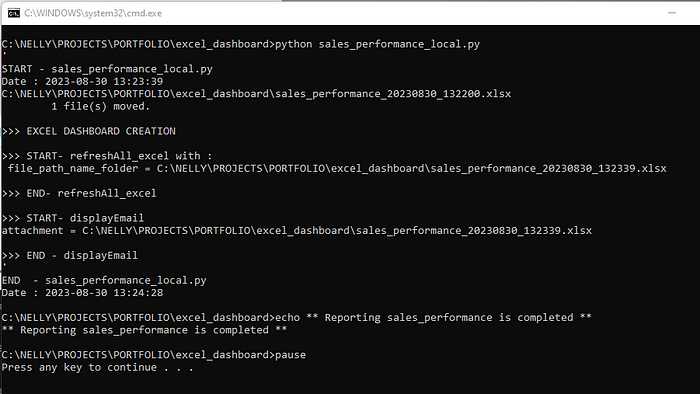 C:\WINDOWS\system32\cmd.exe
C:\NELLY\PROJECTS\PORTFOLIO\excel_dashboard>python sales_performance_local.py
'
START - sales_performance_local.py
Date : 2023-08-30 13:23:39
C:\NELLY\PROJECTS\PORTFOLIO\excel_dashboard\sales_performance_20230830_132200.xlsx
1 file(s) moved.
>>> EXCEL DASHBOARD CREATION
>>> START- refreshAll_excel with :
file_path_name_folder = C:\NELLY\PROJECTS\PORTFOLIO\excel_dashboard\sales_performance_20230830_132339.xlsx
>>> END- refreshAll_excel
>>> START- displayEmail
attachment = C:\NELLY\PROJECTS\PORTFOLIO\excel_dashboard\sales_performance_20230830_132339.xlsx
>>> END - displayEmail
'
END  - sales_performance_local.py
Date : 2023-08-30 13:24:28
C:\NELLY\PROJECTS\PORTFOLIO\excel_dashboard>echo ** Reporting sales_performance is completed **
** Reporting sales_performance is completed **
C:\NELLY\PROJECTS\PORTFOLIO\excel_dashboard>pause
Press any key to continue . . .